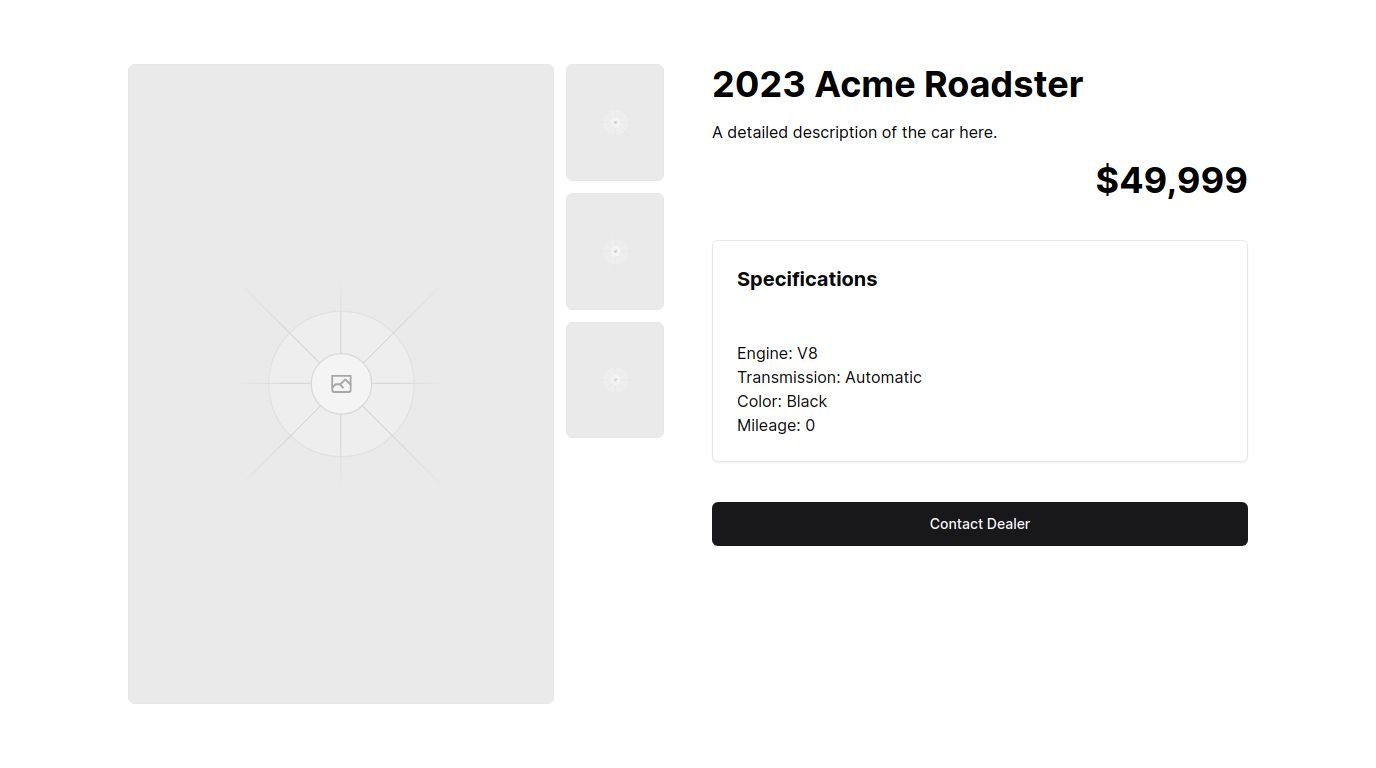 2023 Acme Roadster
A detailed description of the car here.
$49,999
Specifications
Engine: V8
Transmission: Automatic
Color: Black
Mileage: 0
Contact Dealer